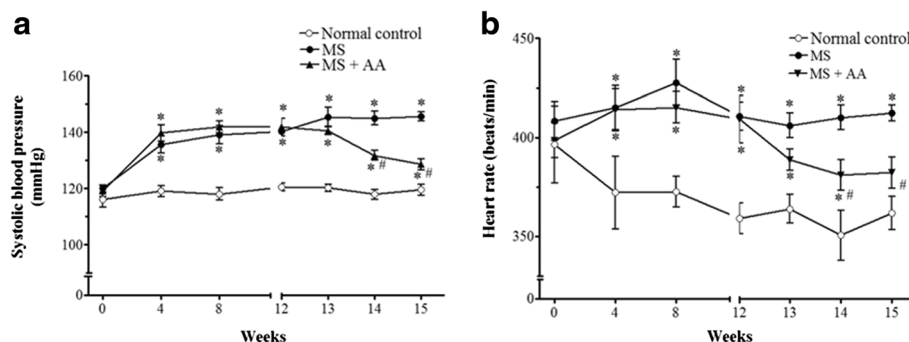 a
Normal control
MS
MS + AA
Systolic blood pressure
(mmHg)
160
140
120
100
0
* * * * * *
* * * * * # * #
0 4 8 12 13 14 15
Weeks
b
Normal control
MS
MS + AA
Heart rate (beats/min)
450
400
350
0
* * * * * *
* * * * * # #
0 4 8 12 13 14 15
Weeks